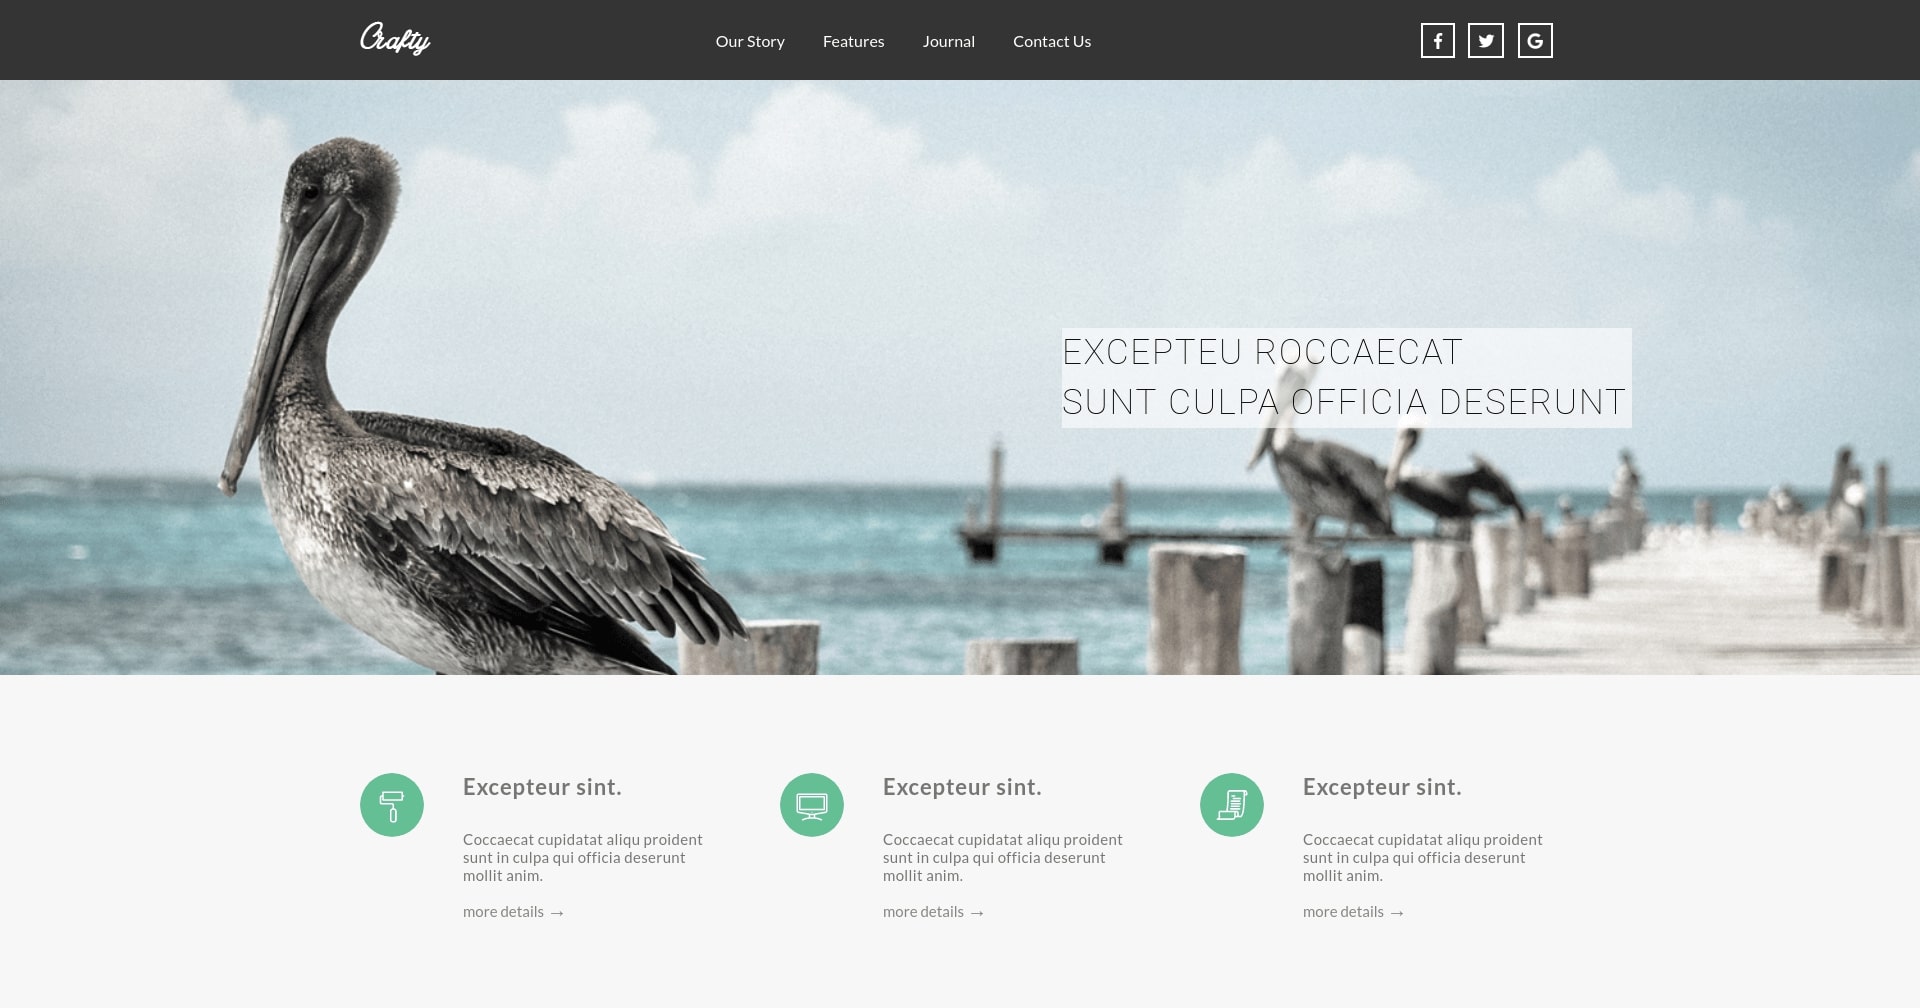 Crafty
Our Story
Features
Journal
Contact Us
EXCEPTEU ROCCAECAT
SUNT CULPA OFFICIA DESERUNT
Excepteur sint.
Coccaecat cupidatat aliqu proident
sunt in culpa qui officia deserunt
mollit anim.
more details →
Excepteur sint.
Coccaecat cupidatat aliqu proident
sunt in culpa qui officia deserunt
mollit anim.
more details →
Excepteur sint.
Coccaecat cupidatat aliqu proident
sunt in culpa qui officia deserunt
mollit anim.
more details →